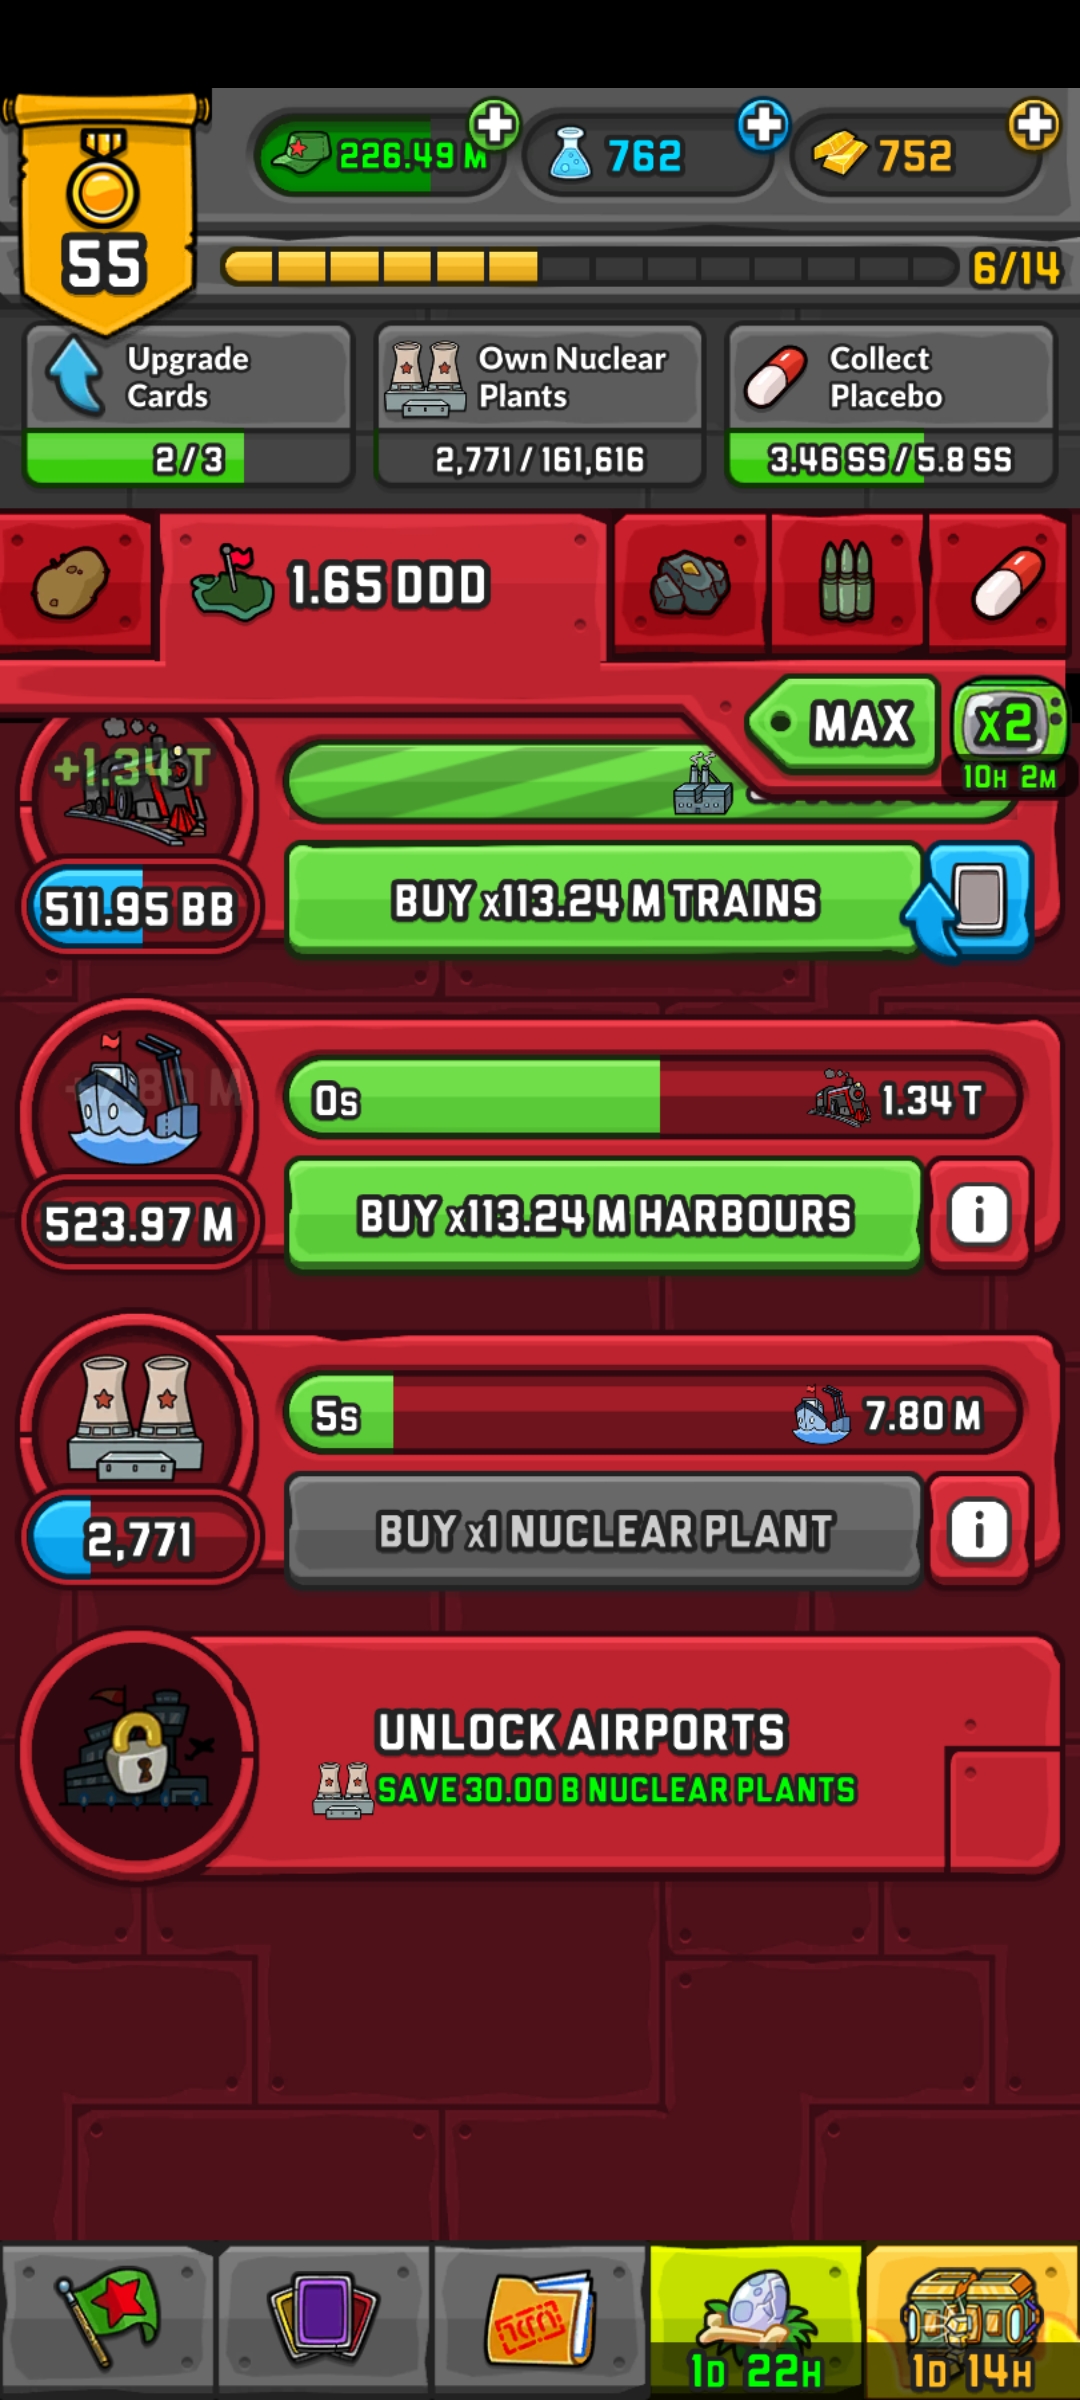 55
226.49 M
762
752
6/14
Upgrade
Cards
2/3
Own Nuclear
Plants
2,771 / 161,616
Collect
Placebo
3.46 SS / 5.8 SS
1.65 DDD
MAX
x2
10H 2M
+1.34 T
511.95 BB
BUY x113.24 M TRAINS
523.97 M
0s
1.34 T
BUY x113.24 M HARBOURS
i
2,771
5s
7.80 M
BUY x1 NUCLEAR PLANT
i
UNLOCK AIRPORTS
SAVE 30.00 B NUCLEAR PLANTS
1D 22H
1D 14H